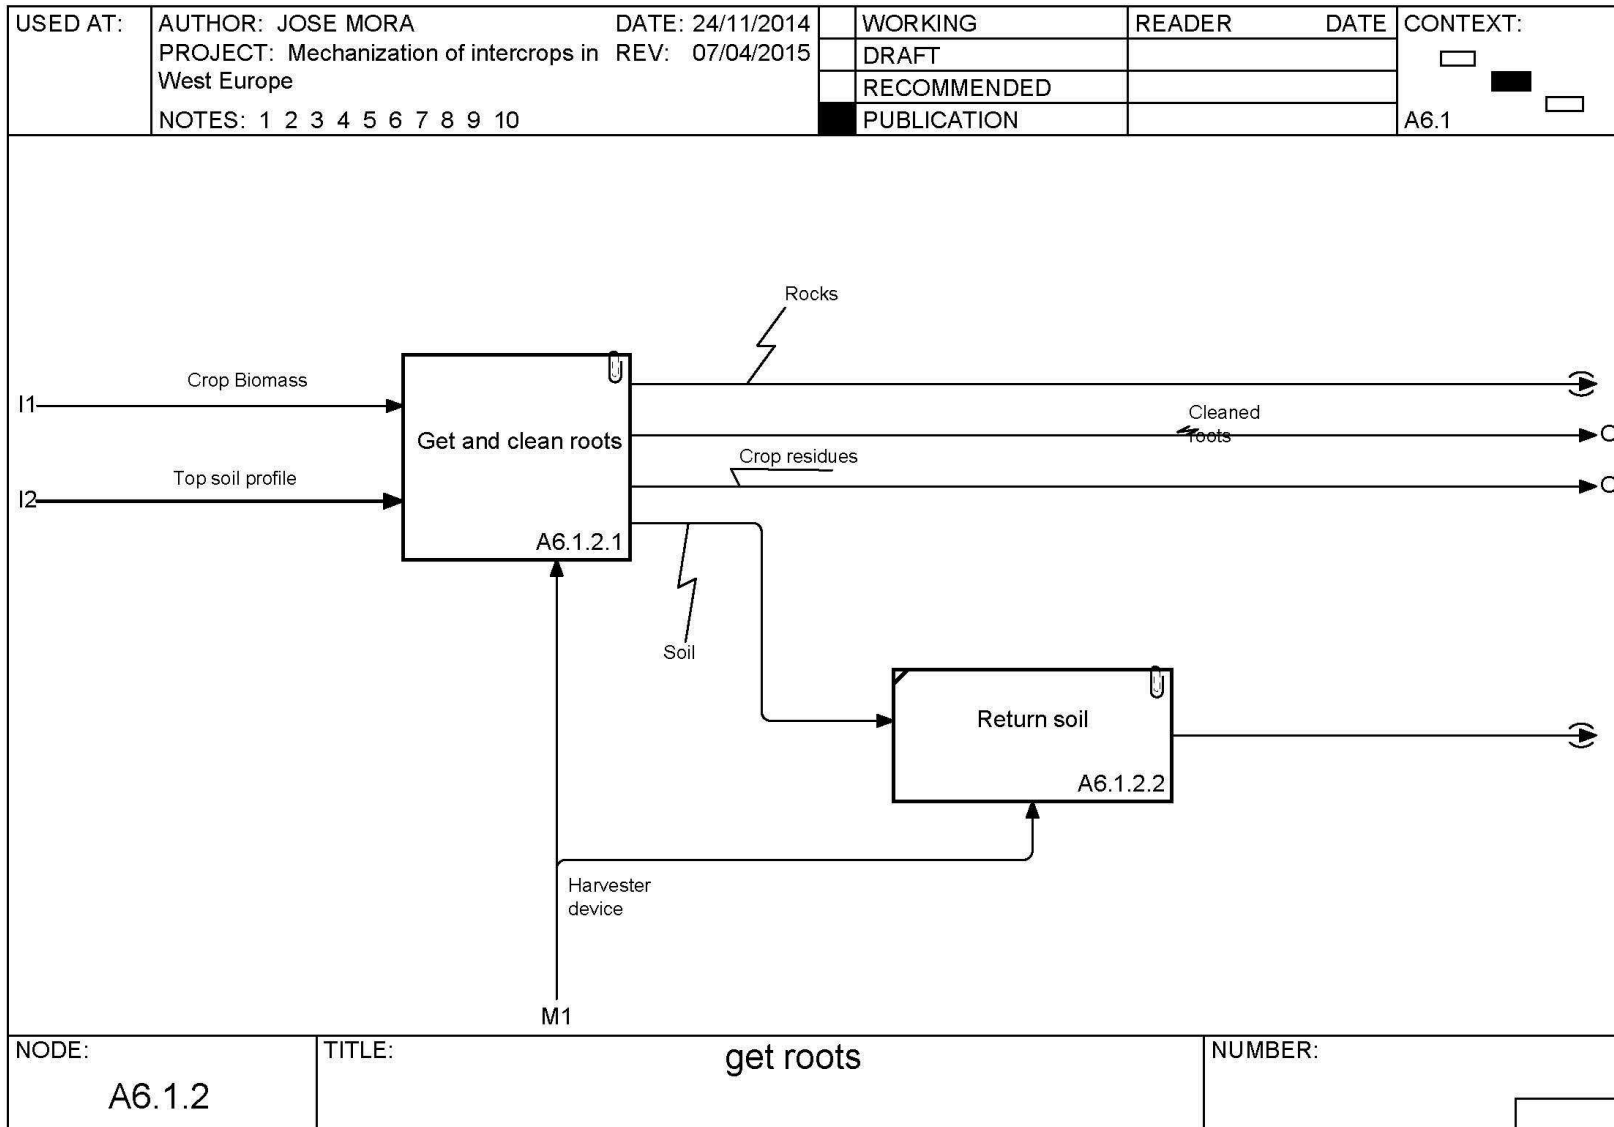 USED AT:
AUTHOR: JOSE MORA
DATE: 24/11/2014
PROJECT: Mechanization of intercrops in
REV: 07/04/2015
West Europe
NOTES: 1 2 3 4 5 6 7 8 9 10
WORKING
DRAFT
RECOMMENDED
PUBLICATION
READER
DATE
CONTEXT:
A6.1
Rocks
I1
Crop Biomass
Cleaned
roots
O
Get and clean roots
Crop residues
I2
Top soil profile
O
A6.1.2.1
Soil
Return soil
A6.1.2.2
Harvester
device
M1
NODE:
A6.1.2
TITLE:
get roots
NUMBER: